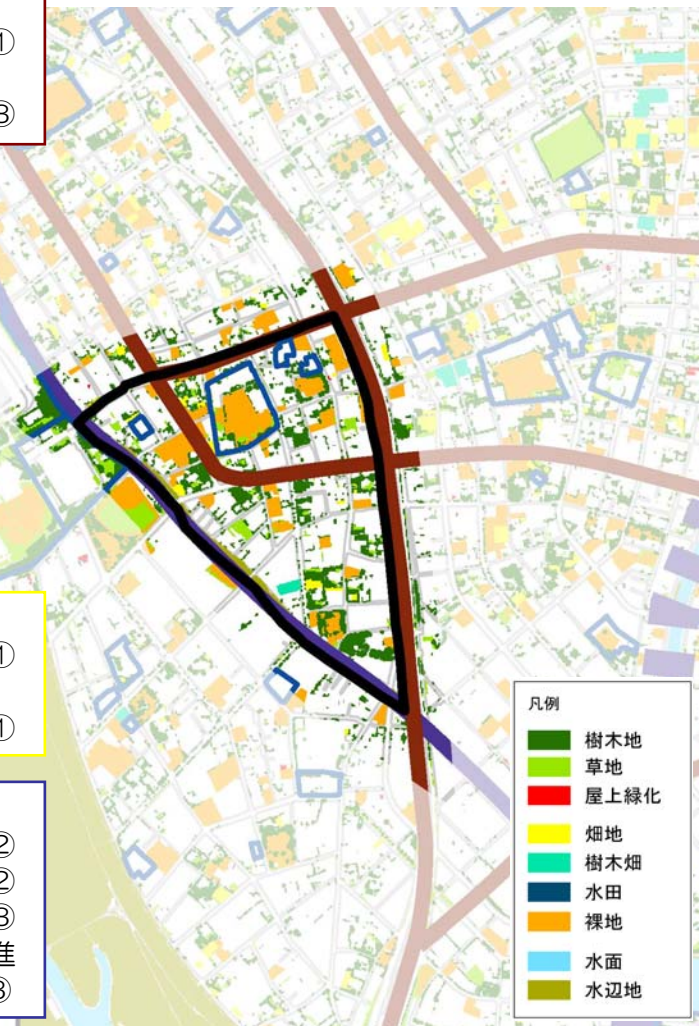 ①
③
①
①
②
②
③
進
③
凡例
樹木地
草地
屋上緑化
畑地
樹木畑
水田
裸地
水面
水辺地